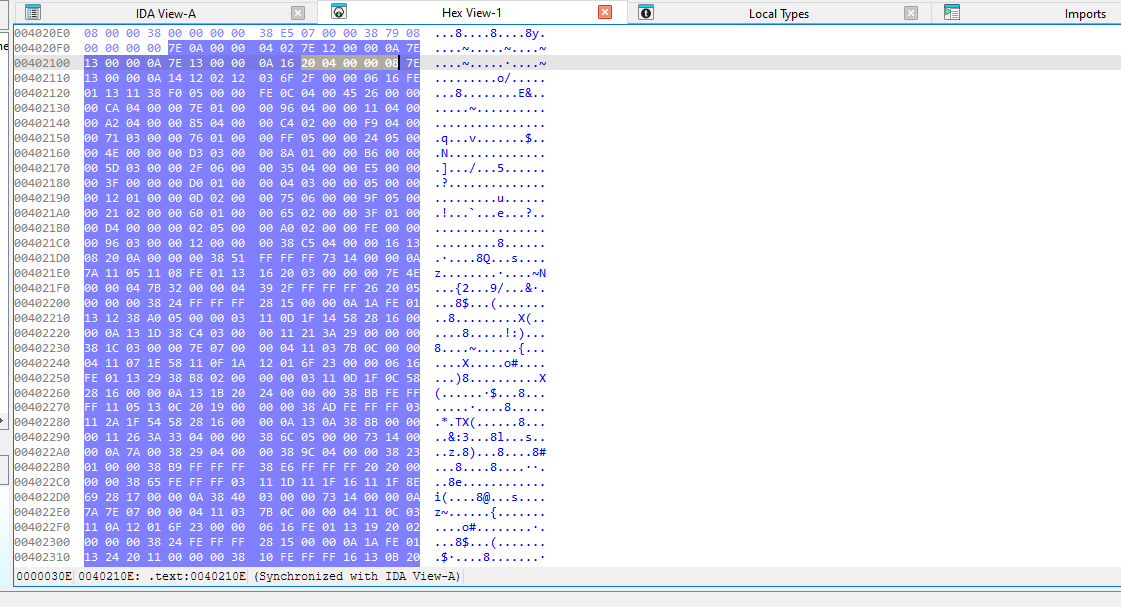 IDA View-A Hex View-1 Local Types Imports
004020E0 08 00 00 38 00 00 00 00 38 E5 07 00 00 38 79 08 ...8....8....8y.
004020F0 00 00 00 00 7E 0A 00 00 04 02 7E 12 00 00 0A 7E ....~.....~....~
00402100 13 00 00 0A 7E 13 00 00 0A 16 20 04 00 00 08 7E ....~.....·....~
00402110 13 00 00 0A 14 12 02 12 03 6F 2F 00 00 06 16 FE .........o/.....
00402120 01 13 11 38 F0 05 00 00 FE 0C 04 00 45 26 00 00 ...8........E&..
00402130 00 CA 04 00 00 7E 01 00 00 96 04 00 00 11 04 00 .....~..........
00402140 00 A2 04 00 00 85 04 00 00 C4 02 00 00 F9 04 00 ................
00402150 00 71 03 00 00 76 01 00 00 FF 05 00 00 24 05 00 .q...v.......$..
00402160 00 4E 00 00 00 D3 03 00 00 8A 01 00 00 B6 00 00 .N..............
00402170 00 5D 03 00 00 2F 06 00 00 35 04 00 00 E5 00 00 .].../...5......
00402180 00 3F 00 00 00 D0 01 00 00 04 03 00 00 05 00 00 .?..............
00402190 00 12 01 00 00 0D 02 00 00 75 06 00 00 9F 05 00 .........u......
004021A0 00 21 02 00 00 60 01 00 00 65 02 00 00 3F 01 00 .!...`...e...?..
004021B0 00 D4 00 00 00 02 05 00 00 A0 02 00 00 FE 00 00 ................
004021C0 00 96 03 00 00 12 00 00 00 38 C5 04 00 00 16 13 .........8......
004021D0 08 20 0A 00 00 00 38 51 FF FF FF 73 14 00 00 0A .·....8Q...s....
004021E0 7A 11 05 11 08 FE 01 13 16 20 03 00 00 00 7E 4E z........·....~N
004021F0 00 00 04 7B 32 00 00 04 39 2F FF FF FF 26 20 05 ...{2...9/...&·.
00402200 00 00 00 38 24 FF FF FF 28 15 00 00 0A 1A FE 01 ...8$...(.......
00402210 13 12 38 A0 05 00 00 03 11 0D 1F 14 58 28 16 00 ..8.........X(..
00402220 00 0A 13 1D 38 C4 03 00 00 11 21 3A 29 00 00 00 ....8.....!:)...
00402230 38 1C 03 00 00 7E 07 00 00 04 11 03 7B 0C 00 00 8....~......{...
00402240 04 11 07 1E 58 11 0F 1A 12 01 6F 23 00 00 06 16 ....X.....o#....
00402250 FE 01 13 29 38 B8 02 00 00 00 03 11 0D 1F 0C 58 ...)8..........X
00402260 28 16 00 00 0A 13 1B 20 24 00 00 00 38 BB FE FF (......·$...8...
00402270 FF 11 05 13 0C 20 19 00 00 00 38 AD FE FF FF 03 .....·....8.....
00402280 11 2A 1F 54 58 28 16 00 00 0A 13 0A 38 8B 00 00 .*.TX(......8...
00402290 00 11 26 3A 33 04 00 00 38 6C 05 00 00 73 14 00 ..&:3...8l...s..
004022A0 00 0A 7A 00 38 29 04 00 00 38 9C 04 00 00 38 23 ..z.8)...8....8#
004022B0 01 00 00 38 B9 FF FF FF 38 E6 FF FF FF 20 20 00 ...8....8....··.
004022C0 00 00 38 65 FE FF FF 03 11 1D 11 1F 16 11 1F 8E ..8e............
004022D0 69 28 17 00 00 0A 38 40 03 00 00 73 14 00 00 0A i(....8@...s....
004022E0 7A 7E 07 00 00 04 11 03 7B 0C 00 00 04 11 0C 03 z~......{.......
004022F0 11 0A 12 01 6F 23 00 00 06 16 FE 01 13 19 20 02 ....o#........·.
00402300 00 00 00 38 24 FE FF FF 28 15 00 00 0A 1A FE 01 ...8$...(.......
00402310 13 24 20 11 00 00 00 38 10 FE FF FF 16 13 0B 20 .$·....8.......·
0000030E 0040210E: .text:0040210E (Synchronized with IDA View-A)